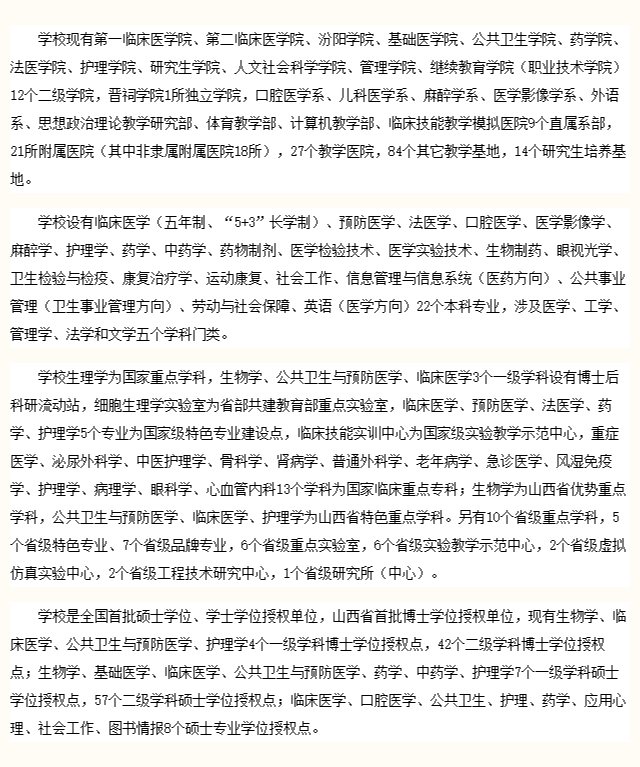 学校现有第一临床医学院、第二临床医学院、汾阳学院、基础医学院、公共卫生学院、药学院、
法医学院、护理学院、研究生学院、人文社会科学学院、管理学院、继续教育学院（职业技术学院）
12个二级学院，晋祠学院1所独立学院，口腔医学系、儿科医学系、麻醉学系、医学影像学系、外语
系、思想政治理论教学研究部、体育教学部、计算机教学部、临床技能教学模拟医院9个直属系部，
21所附属医院（其中非隶属附属医院18所），27个教学医院，84个其它教学基地，14个研究生培养基
地。
学校设有临床医学（五年制、“5+3”长学制）、预防医学、法医学、口腔医学、医学影像学、
麻醉学、护理学、药学、中药学、药物制剂、医学检验技术、医学实验技术、生物制药、眼视光学、
卫生检验与检疫、康复治疗学、运动康复、社会工作、信息管理与信息系统（医药方向）、公共事业
管理（卫生事业管理方向）、劳动与社会保障、英语（医学方向）22个本科专业，涉及医学、工学、
管理学、法学和文学五个学科门类。
学校生理学为国家重点学科，生物学、公共卫生与预防医学、临床医学3个一级学科设有博士后
科研流动站，细胞生理学实验室为省部共建教育部重点实验室，临床医学、预防医学、法医学、药
学、护理学5个专业为国家级特色专业建设点，临床技能实训中心为国家级实验教学示范中心，重症
医学、泌尿外科学、中医护理学、骨科学、肾病学、普通外科学、老年病学、急诊医学、风湿免疫
学、护理学、病理学、眼科学、心血管内科13个学科为国家临床重点专科；生物学为山西省优势重点
学科，公共卫生与预防医学、临床医学、护理学为山西省特色重点学科。另有10个省级重点学科，5
个省级特色专业、7个省级品牌专业，6个省级重点实验室，6个省级实验教学示范中心，2个省级虚拟
仿真实验中心，2个省级工程技术研究中心，1个省级研究所（中心）。
学校是全国首批硕士学位、学士学位授权单位，山西省首批博士学位授权单位，现有生物学、临
床医学、公共卫生与预防医学、护理学4个一级学科博士学位授权点，42个二级学科博士学位授权
点；生物学、基础医学、临床医学、公共卫生与预防医学、药学、中药学、护理学7个一级学科硕士
学位授权点，57个二级学科硕士学位授权点；临床医学、口腔医学、公共卫生、护理、药学、应用心
理、社会工作、图书情报8个硕士专业学位授权点。